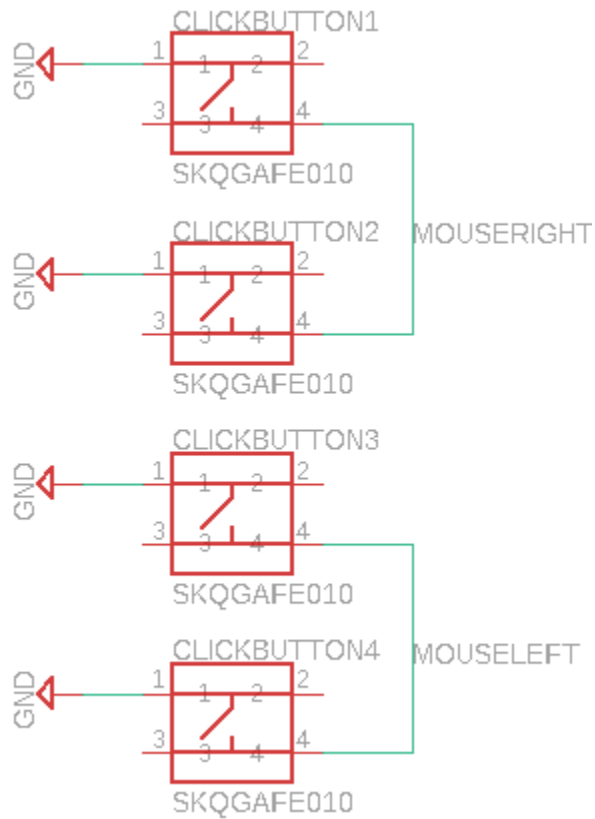 CLICKBUTTON1
GND 1 1 2 2
3 3 4 4
SKQGAFE010
CLICKBUTTON2
MOUSERIGHT
GND 1 1 2 2
3 3 4 4
SKQGAFE010
CLICKBUTTON3
GND 1 1 2 2
3 3 4 4
SKQGAFE010
CLICKBUTTON4
MOUSELEFT
GND 1 1 2 2
3 3 4 4
SKQGAFE010